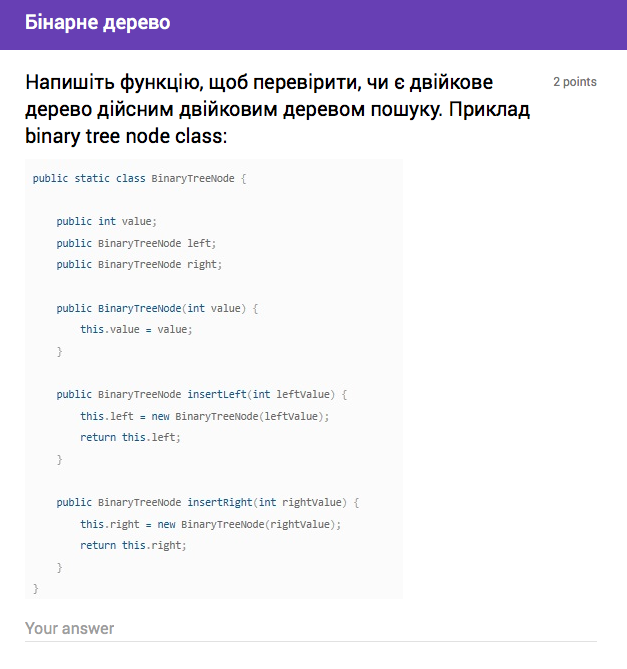 Бінарне дерево
Напишіть функцію, щоб перевірити, чи є двійкове
2 points
дерево дійсним двійковим деревом пошуку. Приклад
binary tree node class:
public static class BinaryTreeNode {
public int value;
public BinaryTreeNode left;
public BinaryTreeNode right;
public BinaryTreeNode(int value) {
this.value = value;
}
public BinaryTreeNode insertLeft(int leftValue) {
this.left = new BinaryTreeNode(leftValue);
return this.left;
}
public BinaryTreeNode insertRight(int rightValue) {
this.right = new BinaryTreeNode(rightValue);
return this.right;
}
}
Your answer